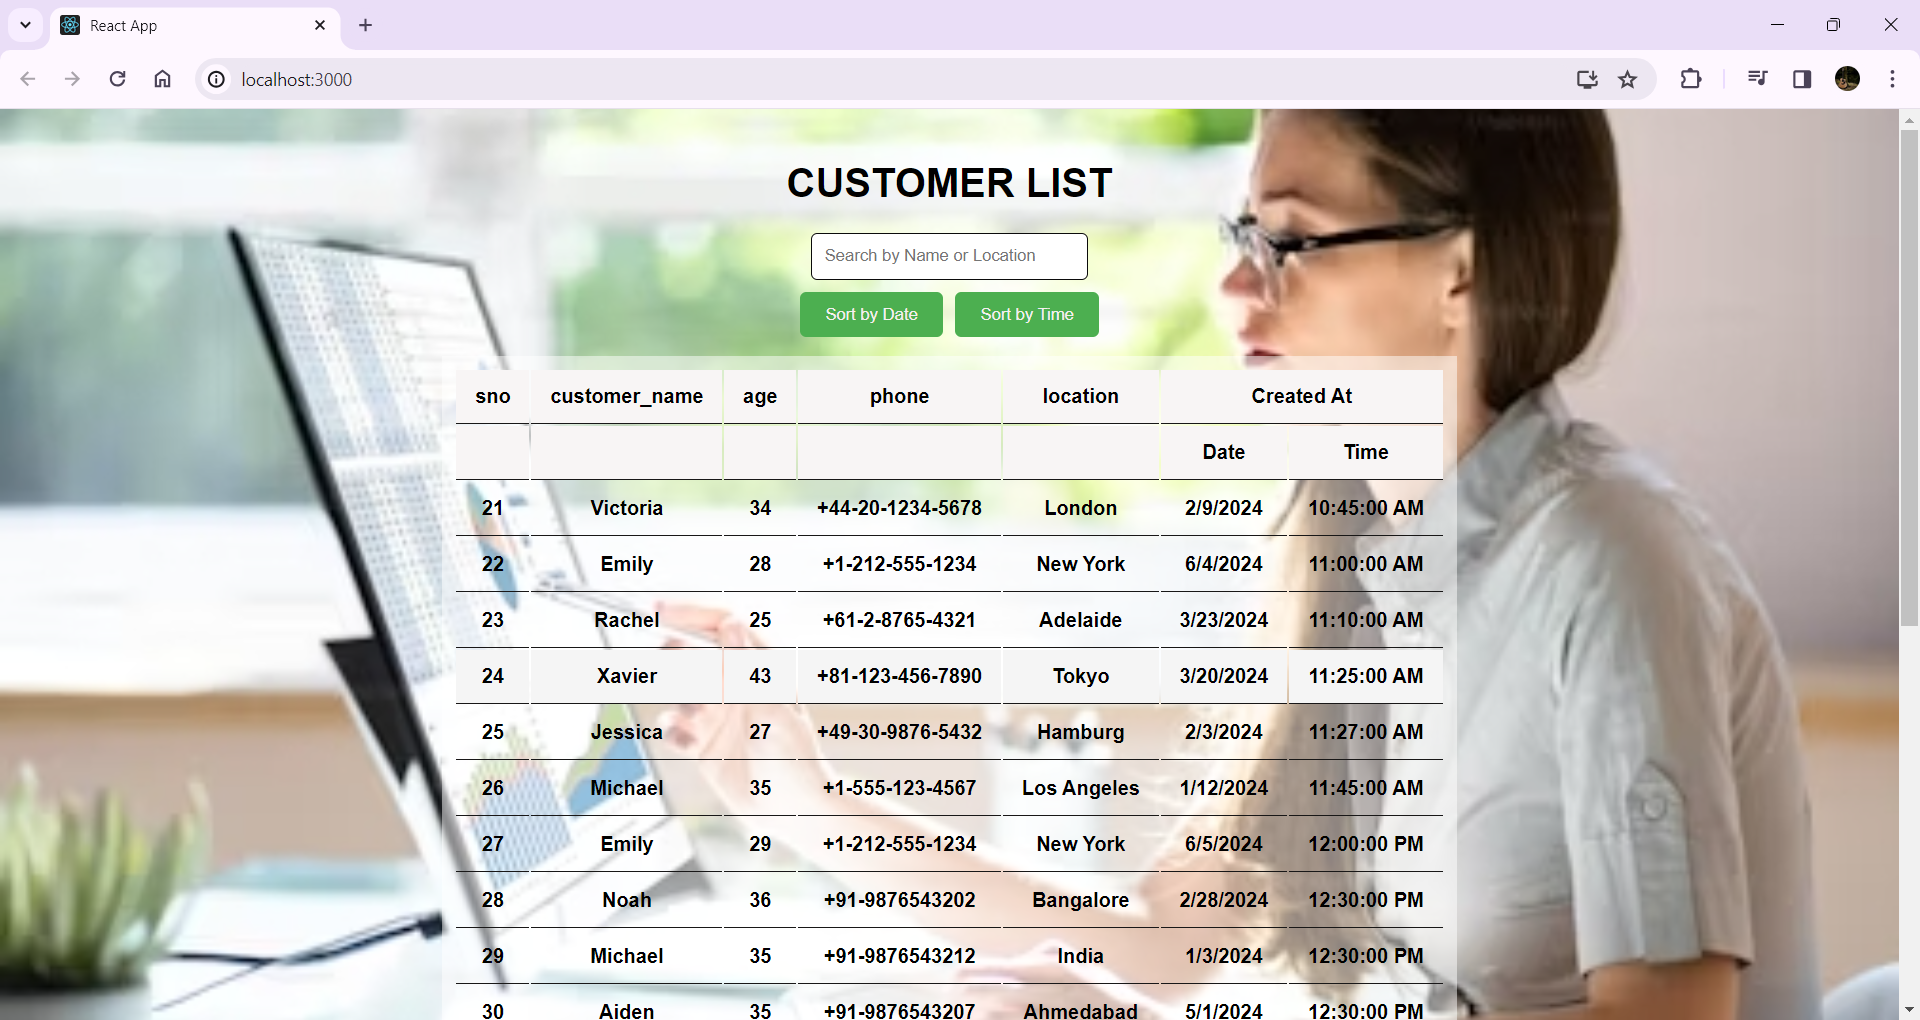 React App
localhost:3000
CUSTOMER LIST
Search by Name or Location
Sort by Date Sort by Time
sno customer_name age phone location Created At
Date Time
21 Victoria 34 +44-20-1234-5678 London 2/9/2024 10:45:00 AM
22 Emily 28 +1-212-555-1234 New York 6/4/2024 11:00:00 AM
23 Rachel 25 +61-2-8765-4321 Adelaide 3/23/2024 11:10:00 AM
24 Xavier 43 +81-123-456-7890 Tokyo 3/20/2024 11:25:00 AM
25 Jessica 27 +49-30-9876-5432 Hamburg 2/3/2024 11:27:00 AM
26 Michael 35 +1-555-123-4567 Los Angeles 1/12/2024 11:45:00 AM
27 Emily 29 +1-212-555-1234 New York 6/5/2024 12:00:00 PM
28 Noah 36 +91-9876543202 Bangalore 2/28/2024 12:30:00 PM
29 Michael 35 +91-9876543212 India 1/3/2024 12:30:00 PM
30 Aiden 35 +91-9876543207 Ahmedabad 5/1/2024 12:30:00 PM